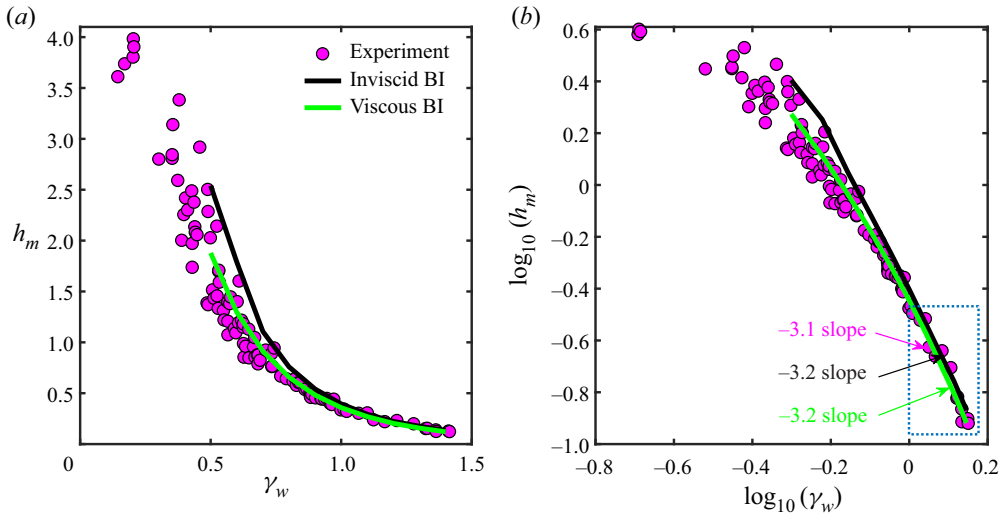 (a)
4.0
3.5
3.0
2.5
2.0
1.5
1.0
0.5
h_m
Experiment
Inviscid BI
Viscous BI
0
0.5
1.0
1.5
γ_w
(b)
0.6
0.4
0.2
0
−0.2
−0.4
−0.6
−0.8
−1.0
log₁₀ (h_m)
−3.1 slope
−3.2 slope
−3.2 slope
−0.8
−0.6
−0.4
−0.2
0
0.2
log₁₀ (γ_w)